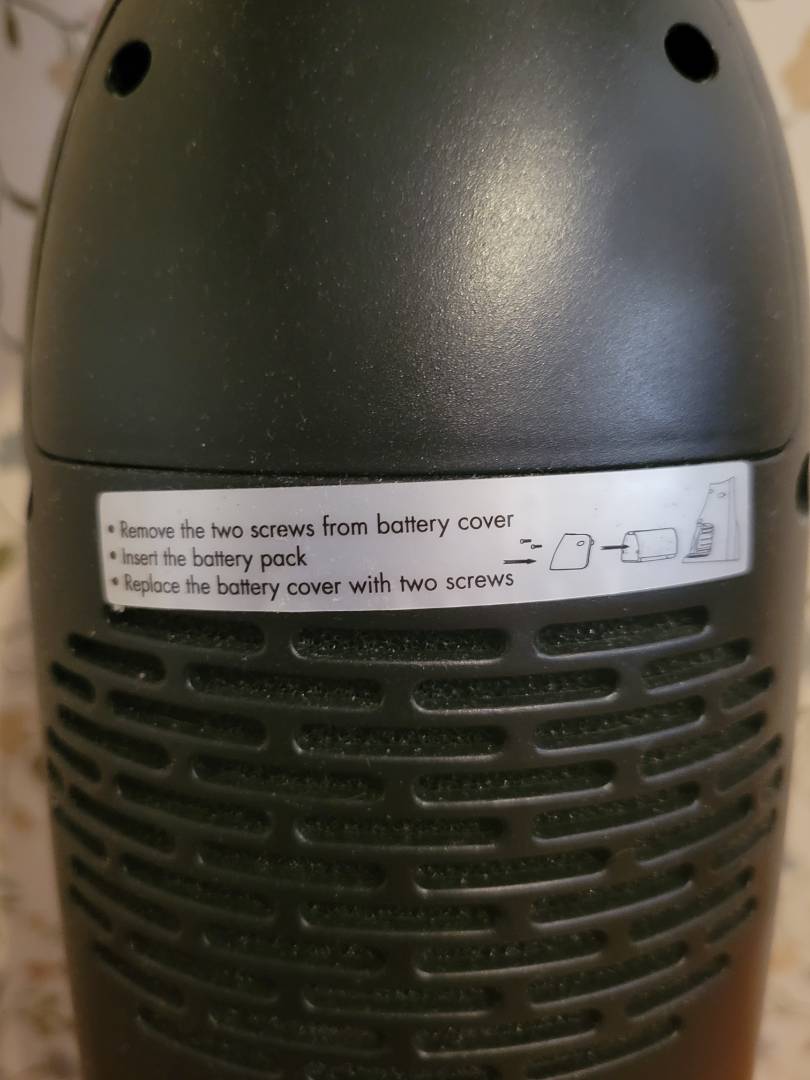 • Remove the two screws from battery cover
• Insert the battery pack
• Replace the battery cover with two screws